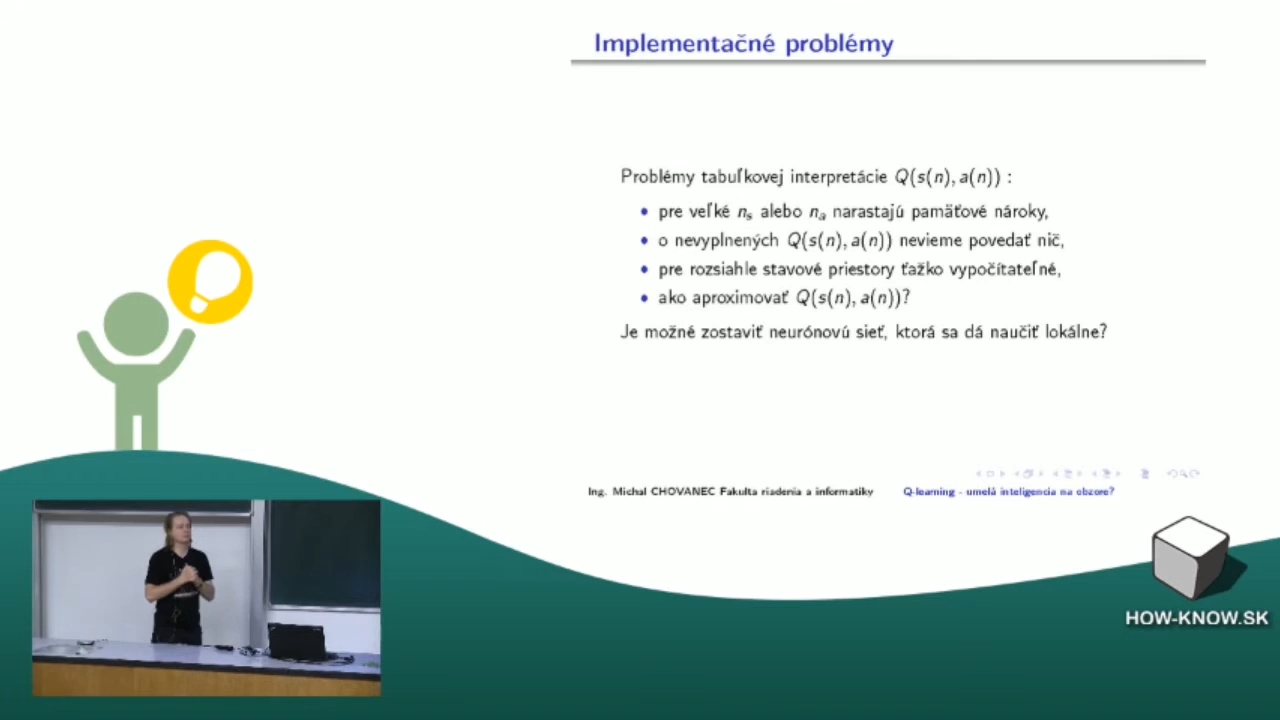 Implementačné problémy
Problémy tabuľkovej interpretácie Q(s(n), a(n)) :
• pre veľké nₛ alebo nₐ narastajú pamäťové nároky,
• o nevyplnených Q(s(n), a(n)) nevieme povedať nič,
• pre rozsiahle stavové priestory ťažko vypočítateľné,
• ako aproximovať Q(s(n), a(n))?
Je možné zostaviť neurónovú sieť, ktorá sa dá naučiť lokálne?
Ing. Michal CHOVANEC Fakulta riadenia a informatiky Q-learning - umelá inteligencia na obzore?
HOW-KNOW.SK